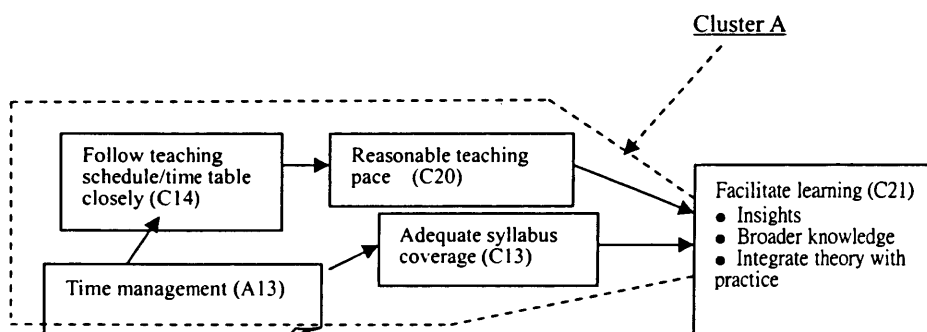 Cluster A
Follow teaching
schedule/time table
closely (C14)
Reasonable teaching
pace (C20)
Facilitate learning (C21)
● Insights
● Broader knowledge
● Integrate theory with
practice
Adequate syllabus
coverage (C13)
Time management (A13)